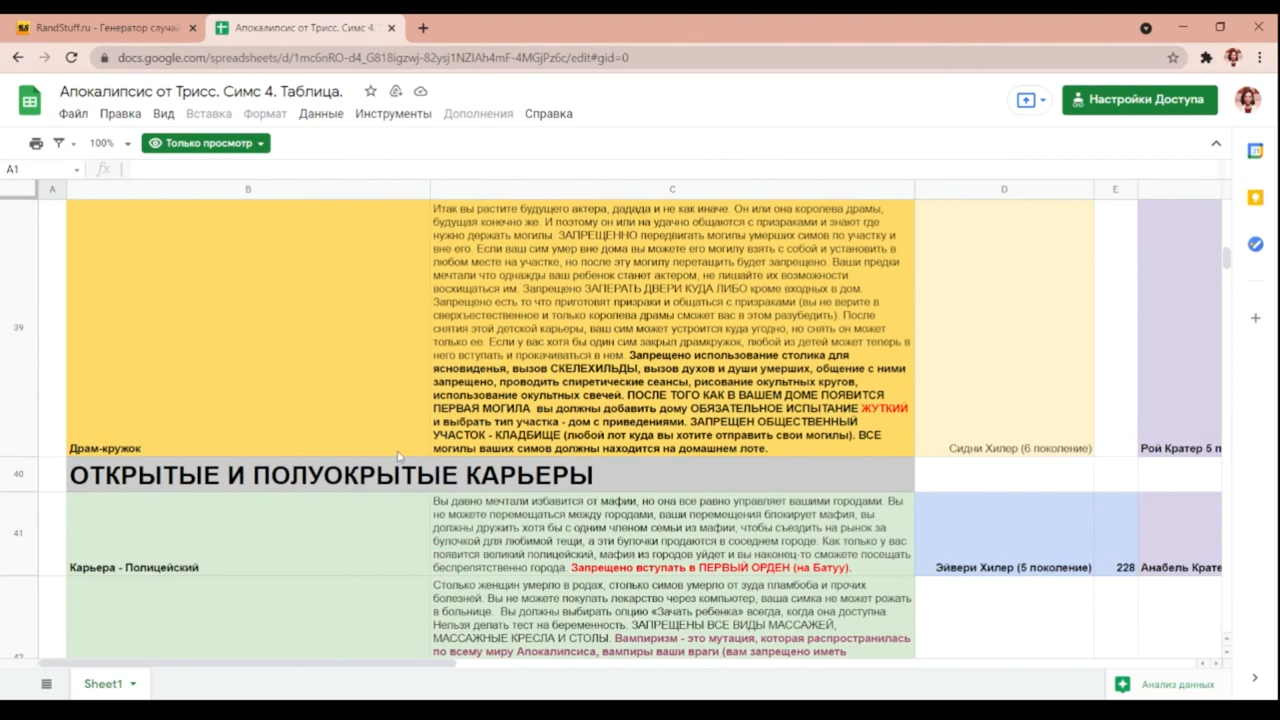 RandStuff.ru - Генератор случай
Апокалипсис от Трисс. Симс 4.
docs.google.com/spreadsheets/d/1mc6nRO-d4_G818igzwj-82ysj1NZIAh4mF-4MGjPz6c/edit#gid=0
Апокалипсис от Трисс. Симс 4. Таблица.
Файл Правка Вид Вставка Формат Данные Инструменты Дополнения Справка
Настройки Доступа
100% Только просмотр
A1 fx
A B C D E
Итак вы растите будущего актера, дадада и не как иначе. Он или она королева драмы,
будущая конечно же. И поэтому он или на удачно общаются с призраками и знают где
нужно держать могилы. ЗАПРЕЩЕННО передвигать могилы умерших симов по участку и
вне его. Если ваш сим умер вне дома вы можете его могилу взять с собой и установить в
любом месте на участке, но после эту могилу перетащить будет запрещено. Ваши предки
мечтали что однажды ваш ребенок станет актером, не лишайте их возможности
восхищаться им. Запрещено ЗАПЕРАТЬ ДВЕРИ КУДА ЛИБО кроме входных в дом.
Запрещено есть то что приготовят призраки и общаться с призраками (вы не верите в
сверхъестественное и только королева драмы сможет вас в этом разубедить). После
снятия этой детской карьеры, ваш сим может устроится куда угодно, но снять он может
только ее. Если у вас хотя бы один сим закрыл драмкружок, любой из детей может теперь в
него вступать и прокачиваться в нем. Запрещено использование столика для
ясновиденья, вызов СКЕЛЕХИЛЬДЫ, вызов духов и души умерших, общение с ними
запрещено, проводить спиретические сеансы, рисование окультных кругов,
использование окультных свечей. ПОСЛЕ ТОГО КАК В ВАШЕМ ДОМЕ ПОЯВИТСЯ
ПЕРВАЯ МОГИЛА вы должны добавить дому ОБЯЗАТЕЛЬНОЕ ИСПЫТАНИЕ ЖУТКИЙ
и выбрать тип участка - дом с приведениями. ЗАПРЕЩЕН ОБЩЕСТВЕННЫЙ
УЧАСТОК - КЛАДБИЩЕ (любой лот куда вы хотите отправить свои могилы). ВСЕ
могилы ваших симов должны находится на домашнем лоте.
39
Драм-кружок
Сидни Хилер (6 поколение)
Рой Кратер 5 п
40
ОТКРЫТЫЕ И ПОЛУОКРЫТЫЕ КАРЬЕРЫ
Вы давно мечтали избавится от мафии, но она все равно управляет вашими городами. Вы
не можете перемещаться между городами, ваши перемещения блокирует мафия, вы
должны дружить хотя бы с одним членом семьи из мафии, чтобы съездить на рынок за
булочкой для любимой тещи, а эти булочки продаются в соседнем городе. Как только у вас
появится великий полицейский, мафия из городов уйдет и вы наконец-то сможете посещать
беспрепятственно города. Запрещено вступать в ПЕРВЫЙ ОРДЕН (на Батуу).
41
Карьера - Полицейский
Эйвери Хилер (5 поколение)
228
Анабель Крате
Столько женщин умерло в родах, столько симов умерло от зуда пламбоба и прочих
болезней. Вы не можете покупать лекарство через компьютер, ваша симка не может рожать
в больнице. Вы должны выбирать опцию «Зачать ребенка» всегда, когда она доступна.
Нельзя делать тест на беременность. ЗАПРЕЩЕНЫ ВСЕ ВИДЫ МАССАЖЕЙ,
МАССАЖНЫЕ КРЕСЛА И СТОЛЫ. Вампиризм - это мутация, которая распространилась
по всему миру Апокалипсиса, вампиры ваши враги (вам запрещено иметь
42
Sheet1
Анализ данных